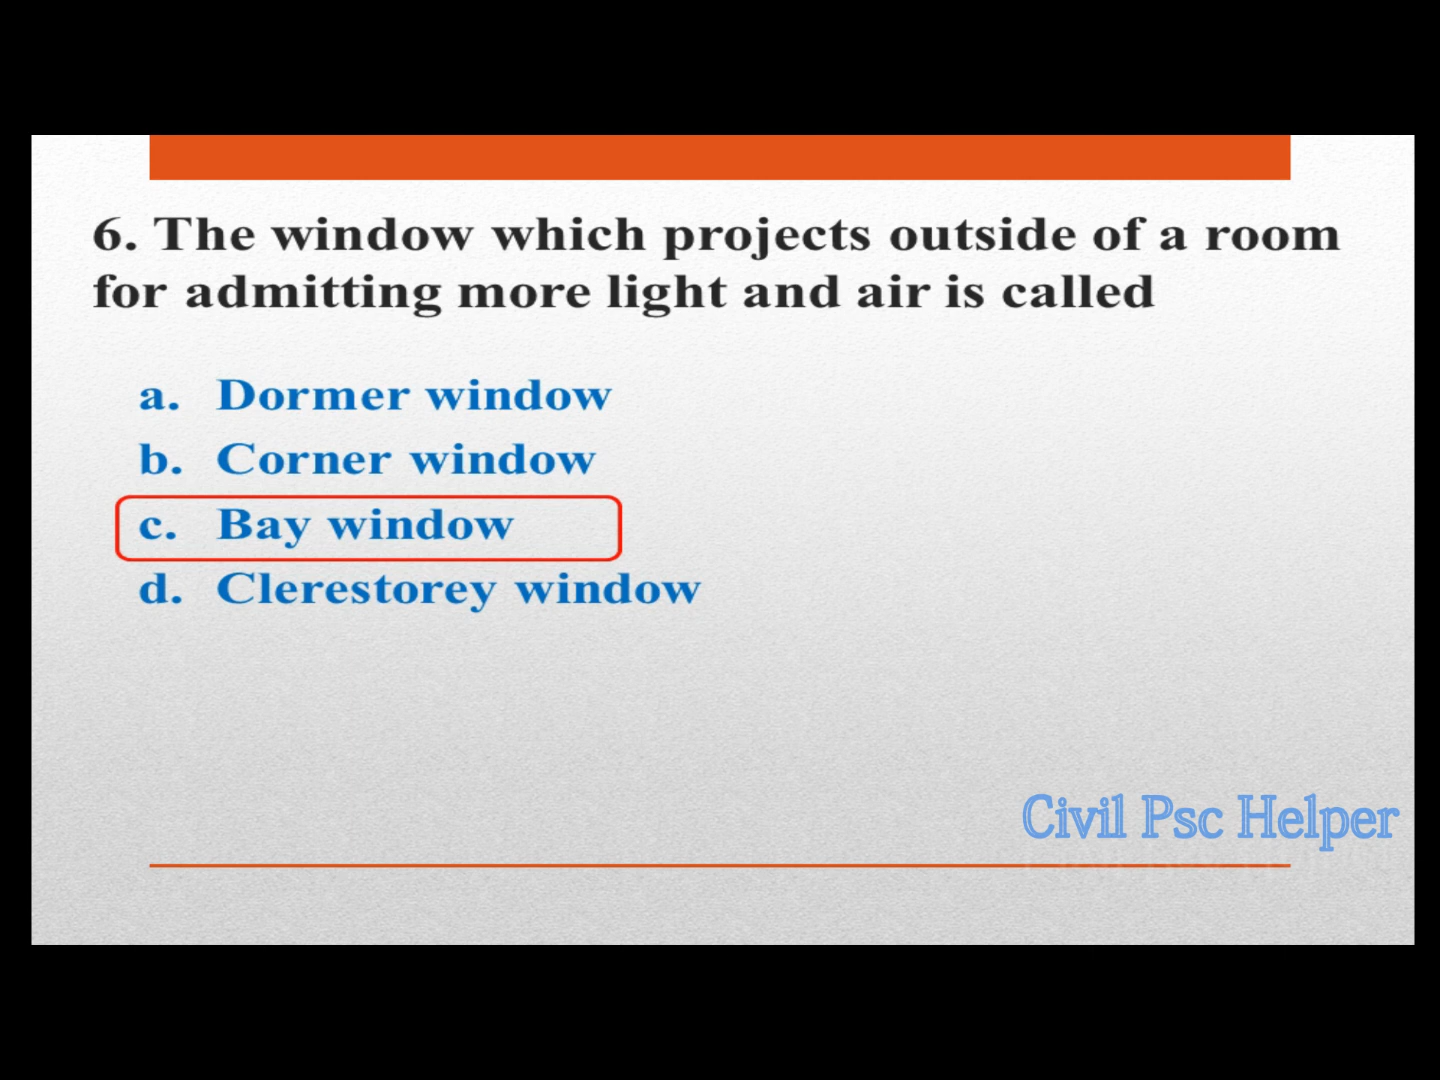 6. The window which projects outside of a room
for admitting more light and air is called
a. Dormer window
b. Corner window
c. Bay window
d. Clerestorey window
Civil Psc Helper